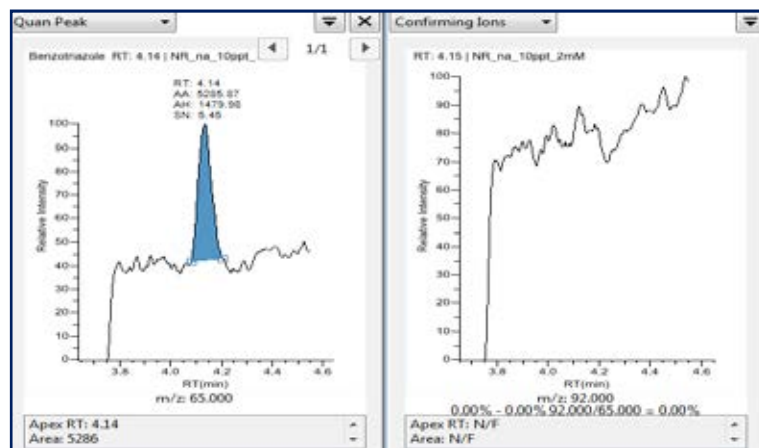 Quan Peak
1/1
Benzotriazole RT: 4.14 | NR_na_10ppt_
RT: 4.14
AA: 5285.87
AH: 1479.98
SN: 5.45
Relative Intensity
100
90
80
70
60
50
40
30
20
10
0
3.8
4.0
4.2
4.4
4.6
RT(min)
m/z: 65.000
Apex RT: 4.14
Area: 5286
Confirming Ions
RT: 4.15 | NR_na_10ppt_2mM
Relative Intensity
100
90
80
70
60
50
40
30
20
10
0
3.8
4.0
4.2
4.4
4.6
RT(min)
m/z: 92.000
0.00% - 0.00% 92.000/65.000 = 0.00%
Apex RT: N/F
Area: N/F